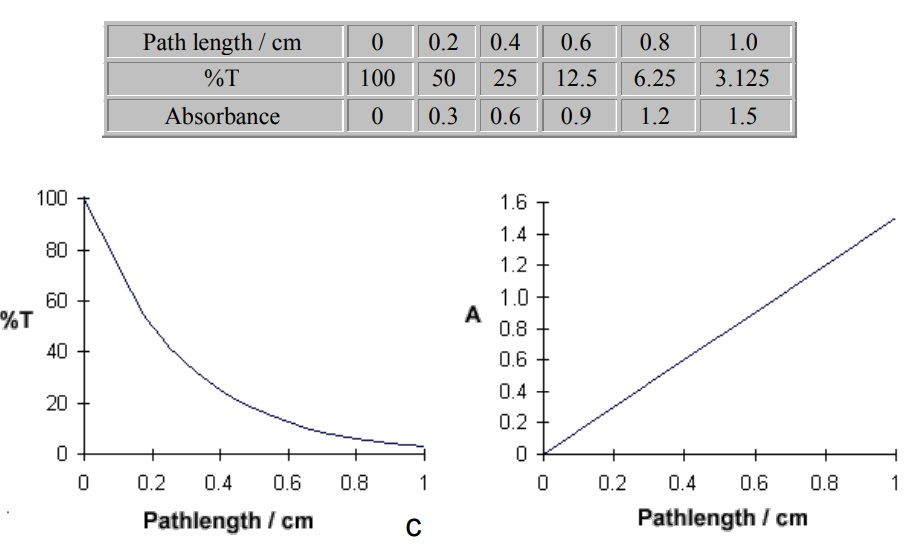 Path length / cm 0 0.2 0.4 0.6 0.8 1.0
%T 100 50 25 12.5 6.25 3.125
Absorbance 0 0.3 0.6 0.9 1.2 1.5
100
80
60
%T
40
20
0
0 0.2 0.4 0.6 0.8 1
Pathlength / cm
C
1.6
1.4
1.2
1.0
A
0.8
0.6
0.4
0.2
0
0 0.2 0.4 0.6 0.8 1
Pathlength / cm